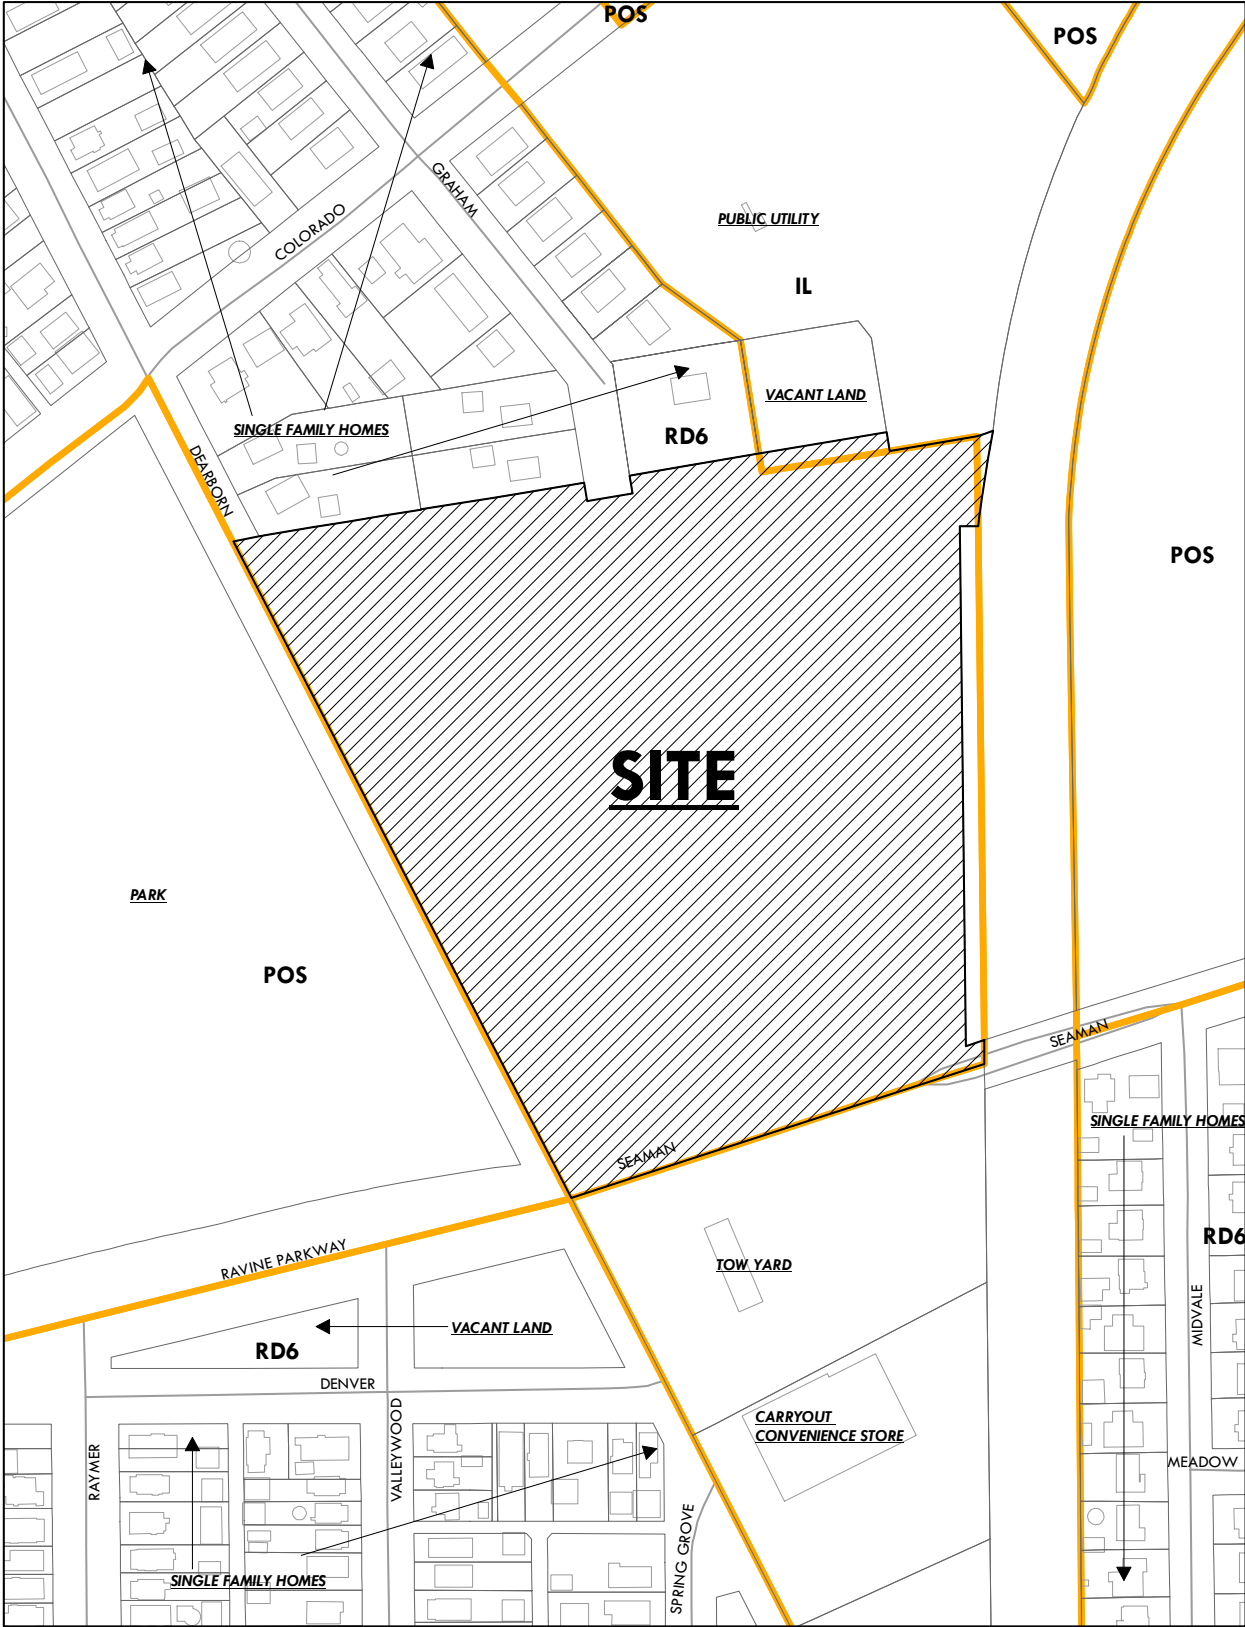 POS
POS
GRAHAM
PUBLIC UTILITY
COLORADO
IL
VACANT LAND
SINGLE FAMILY HOMES
RD6
DEARBORN
POS
SITE
PARK
POS
SEAMAN
SINGLE FAMILY HOMES
SEAMAN
RD6
RAVINE PARKWAY
TOW YARD
MIDVALE
VACANT LAND
RD6
DENVER
CARRYOUT
CONVENIENCE STORE
VALLEYWOOD
RAYMER
MEADOW
SPRING GROVE
SINGLE FAMILY HOMES